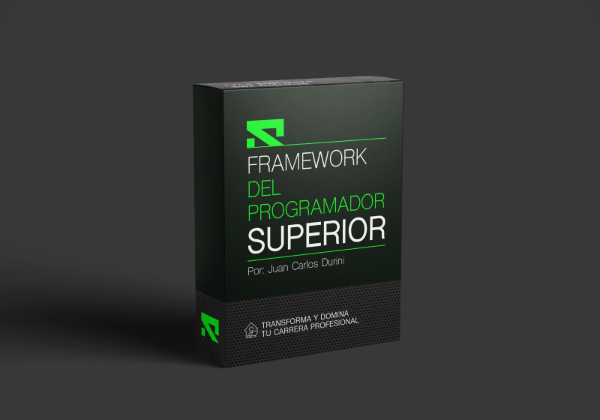 FRAMEWORK
DEL
PROGRAMADOR
SUPERIOR
Por: Juan Carlos Durini
TRANSFORMA Y DOMINA
TU CARRERA PROFESIONAL